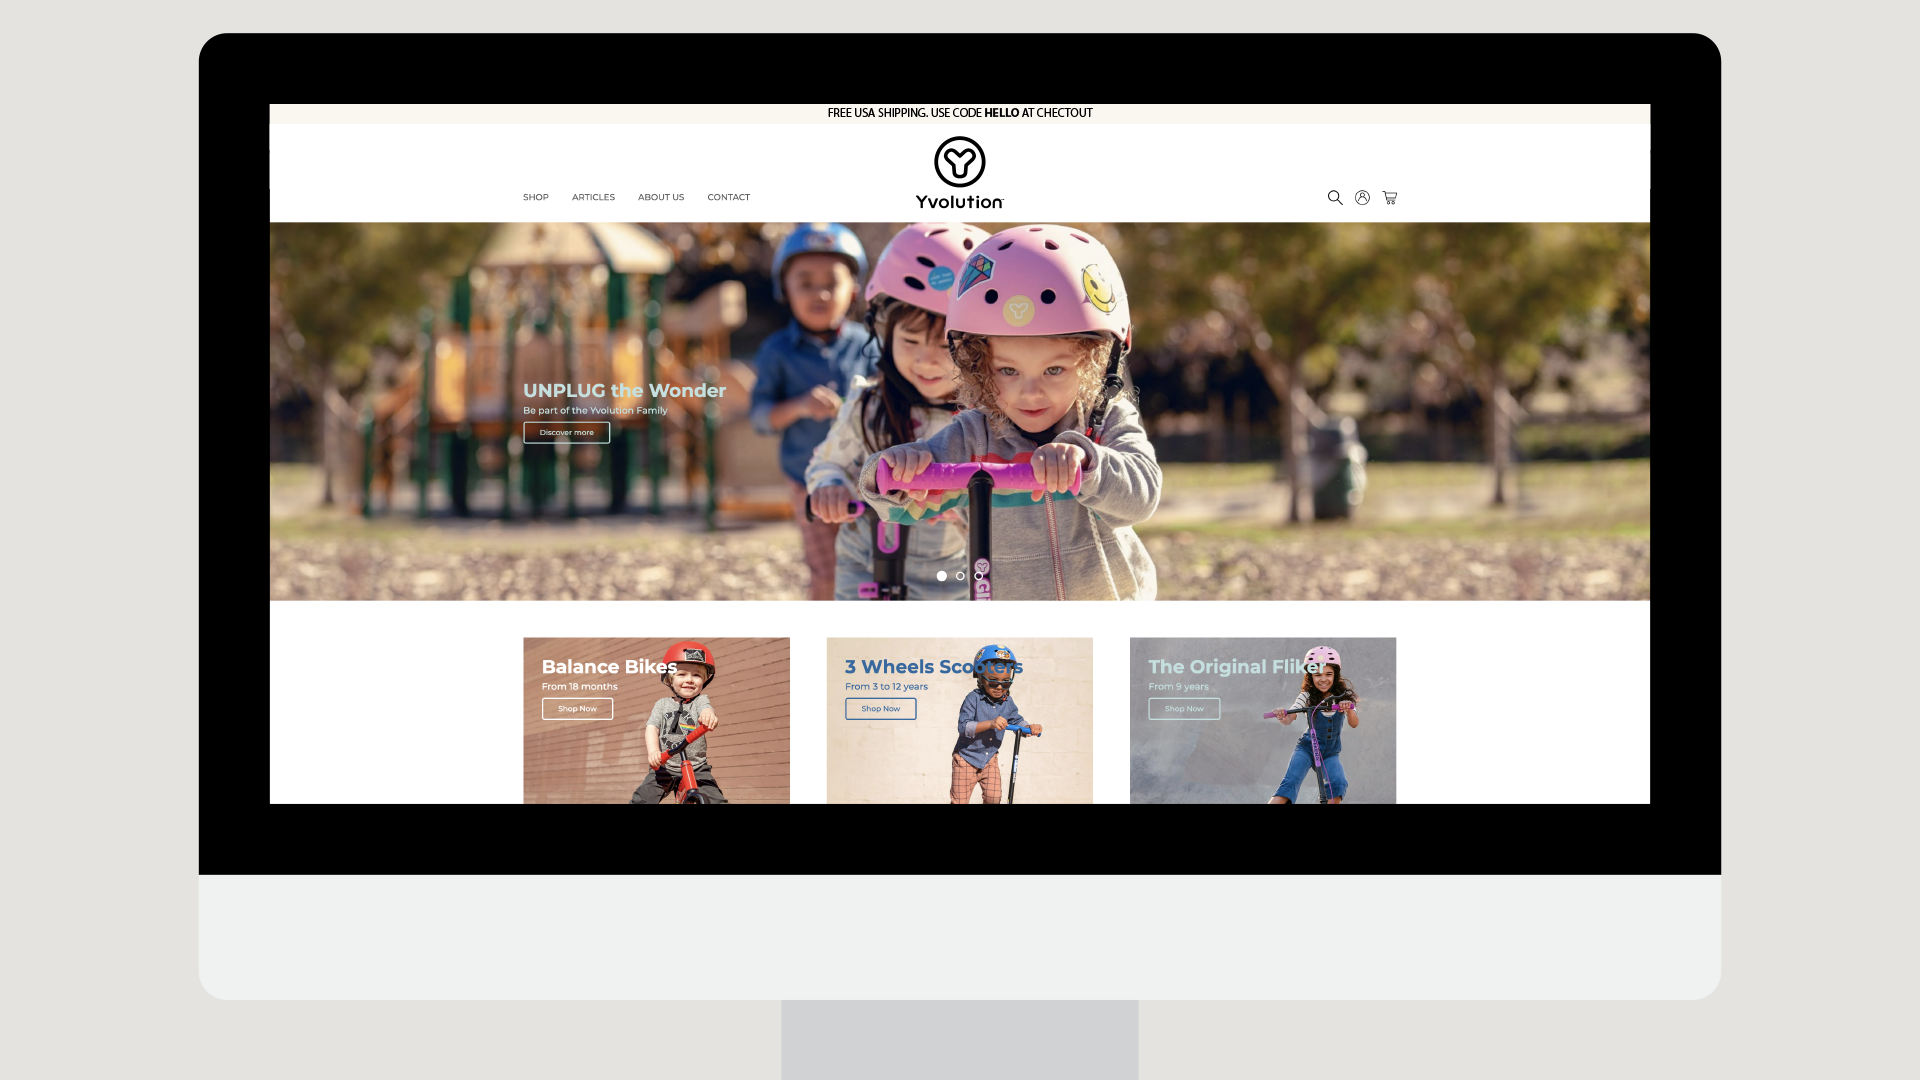 FREE USA SHIPPING. USE CODE HELLO AT CHECTOUT
SHOP ARTICLES ABOUT US CONTACT
Yvolution
UNPLUG the Wonder
Be part of the Yvolution Family
Discover more
Balance Bikes
From 18 months
Shop Now
3 Wheels Scooters
From 3 to 12 years
Shop Now
The Original Fliker
From 9 years
Shop Now